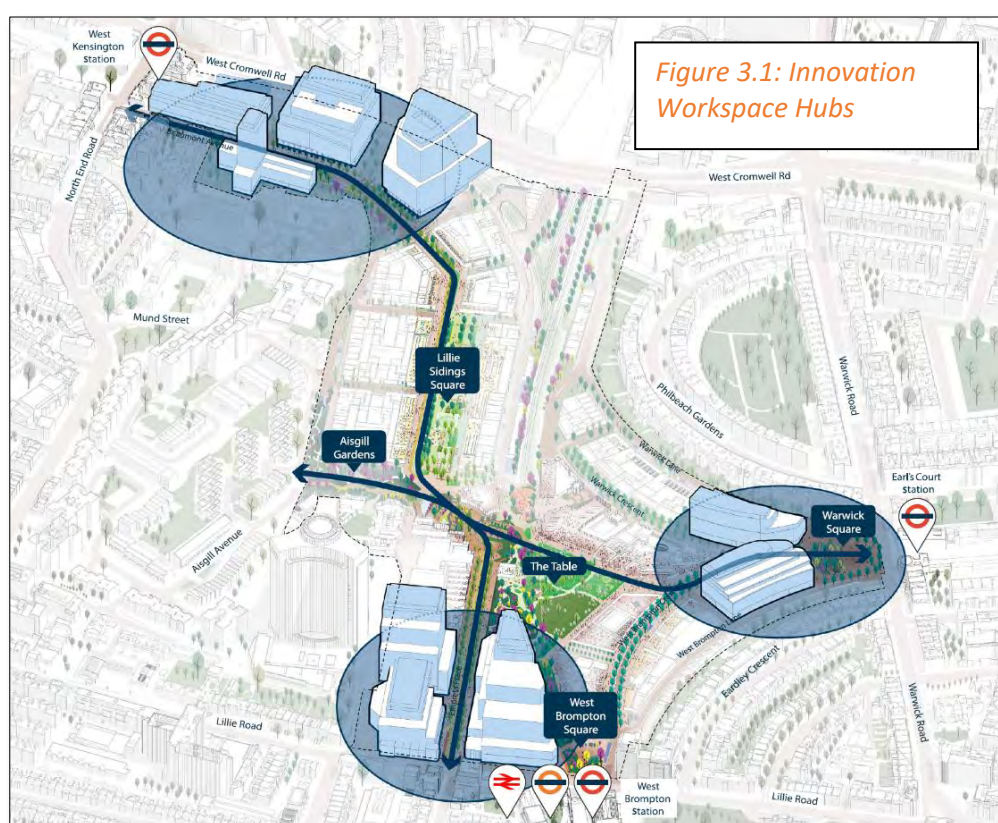 West
Kensington
Station
West Cromwell Rd
Figure 3.1: Innovation
Workspace Hubs
Beaumont Avenue
North End Road
West Cromwell Rd
Mund Street
Lillie
Sidings
Square
Philbeach Gardens
Warwick Road
Aisgill
Gardens
Warwick Lane
Warwick Crescent
Earl's Court
Station
Warwick
Square
Aisgill Avenue
The Table
West Brompton Lane
Eardley Crescent
West
Brompton
Square
Lillie Road
Warwick Road
West
Brompton
Station
Lillie Road